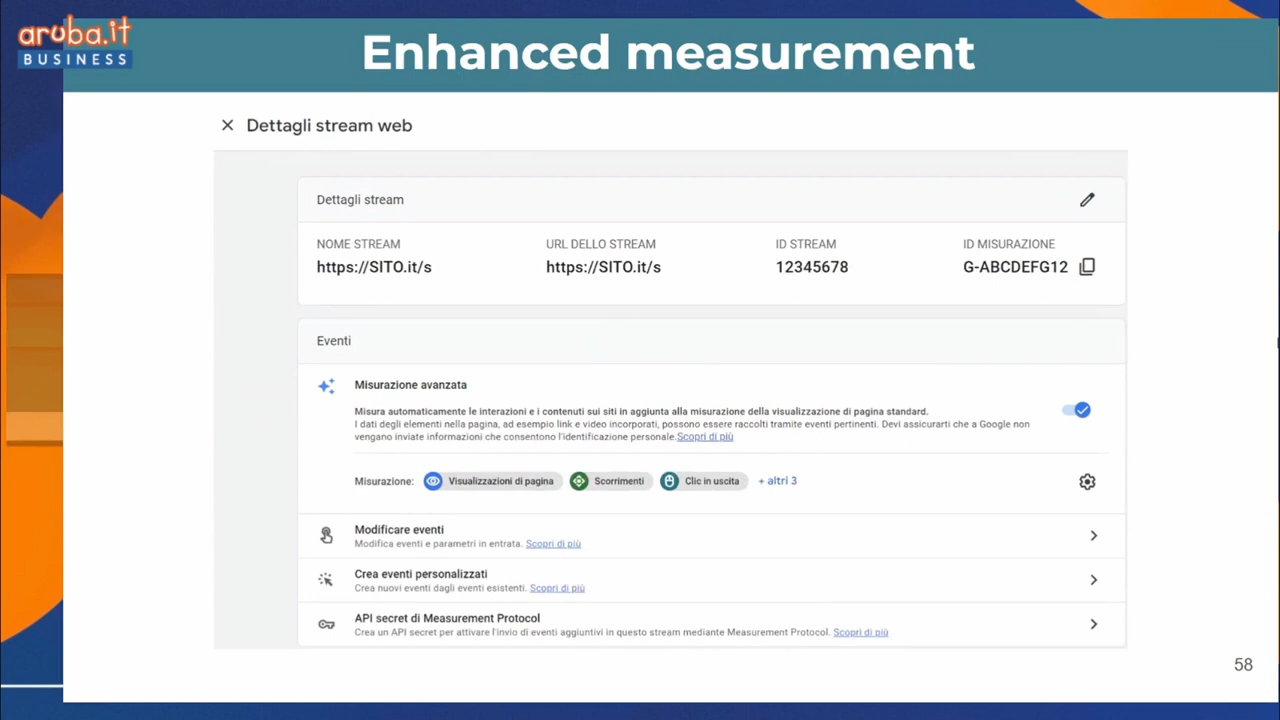 aruba.it
BUSINESS
Enhanced measurement
Dettagli stream web
Dettagli stream
NOME STREAM
https://SITO.it/s
URL DELLO STREAM
https://SITO.it/s
ID STREAM
12345678
ID MISURAZIONE
G-ABCDEFG12
Eventi
Misurazione avanzata
Misura automaticamente le interazioni e i contenuti sui siti in aggiunta alla misurazione della visualizzazione di pagina standard.
I dati degli elementi nella pagina, ad esempio link e video incorporati, possono essere raccolti tramite eventi pertinenti. Devi assicurarti che a Google non
vengano inviate informazioni che consentono l'identificazione personale.Scopri di più
Misurazione: Visualizzazioni di pagina Scorrimenti Clic in uscita + altri 3
Modificare eventi
Modifica eventi e parametri in entrata. Scopri di più
Crea eventi personalizzati
Crea nuovi eventi dagli eventi esistenti. Scopri di più
API secret di Measurement Protocol
Crea un API secret per attivare l'invio di eventi aggiuntivi in questo stream mediante Measurement Protocol. Scopri di più
58